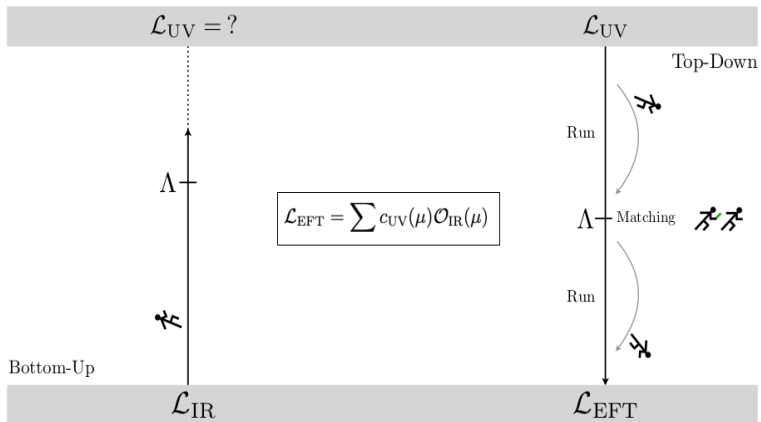 ℒ_UV = ?
ℒ_UV
Top-Down
Run
Λ
Λ
Matching
ℒ_EFT = ∑ c_UV(μ)𝒪_IR(μ)
Run
Bottom-Up
ℒ_IR
ℒ_EFT